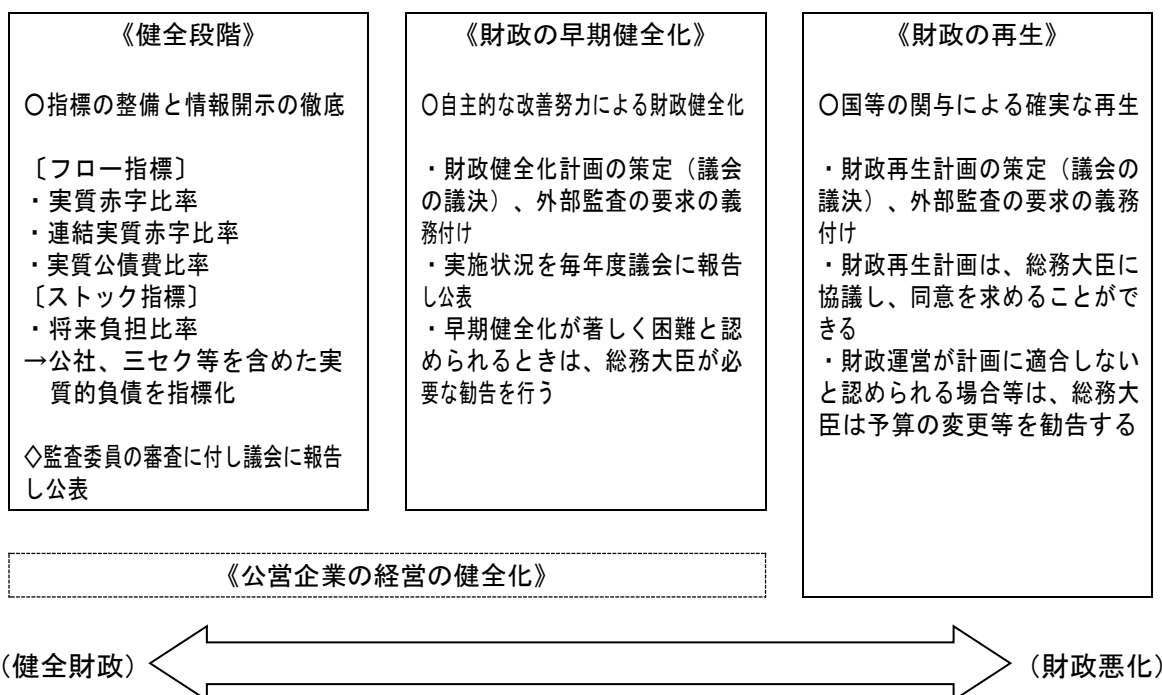 《健全段階》
○指標の整備と情報開示の徹底
〔フロー指標〕
・実質赤字比率
・連結実質赤字比率
・実質公債費比率
〔ストック指標〕
・将来負担比率
→公社、三セク等を含めた実
質的負債を指標化
◇監査委員の審査に付し議会に報告
し公表
《財政の早期健全化》
○自主的な改善努力による財政健全化
・財政健全化計画の策定（議会
の議決）、外部監査の要求の義
務付け
・実施状況を毎年度議会に報告
し公表
・早期健全化が著しく困難と認
められるときは、総務大臣が必
要な勧告を行う
《財政の再生》
○国等の関与による確実な再生
・財政再生計画の策定（議会の
議決）、外部監査の要求の義務
付け
・財政再生計画は、総務大臣に
協議し、同意を求めることがで
きる
・財政運営が計画に適合しない
と認められる場合等は、総務大
臣は予算の変更等を勧告する
《公営企業の経営の健全化》
（健全財政）
（財政悪化）